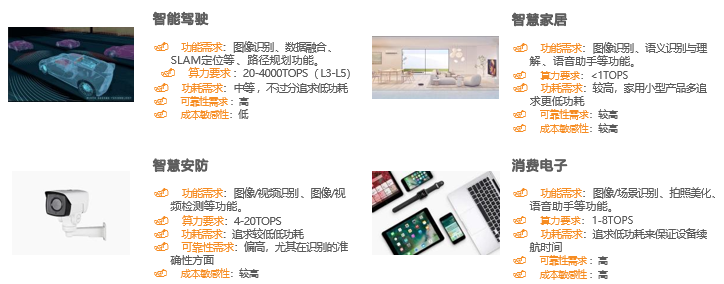 智能驾驶
功能需求：图像识别、数据融合、
SLAM定位等、路径规划功能。
算力要求：20-4000TOPS（L3-L5）
功耗需求：中等，不过分追求低功耗
可靠性需求：高
成本敏感性：低
智慧家居
功能需求：图像识别、语义识别与理
解、语音助手等功能。
算力要求：<1TOPS
功耗需求：较高，家用小型产品多追
求更低功耗
可靠性需求：较高
成本敏感性：较高
智慧安防
功能需求：图像/视频识别、图像/视
频检测等功能。
算力要求：4-20TOPS
功耗需求：追求较低低功耗
可靠性需求：偏高，尤其在识别的准
确性方面
成本敏感性：较高
消费电子
功能需求：图像/场景识别、拍照美化、
语音助手等功能。
算力要求：1-8TOPS
功耗需求：追求低功耗来保证设备续
航时间
可靠性需求：高
成本敏感性：高